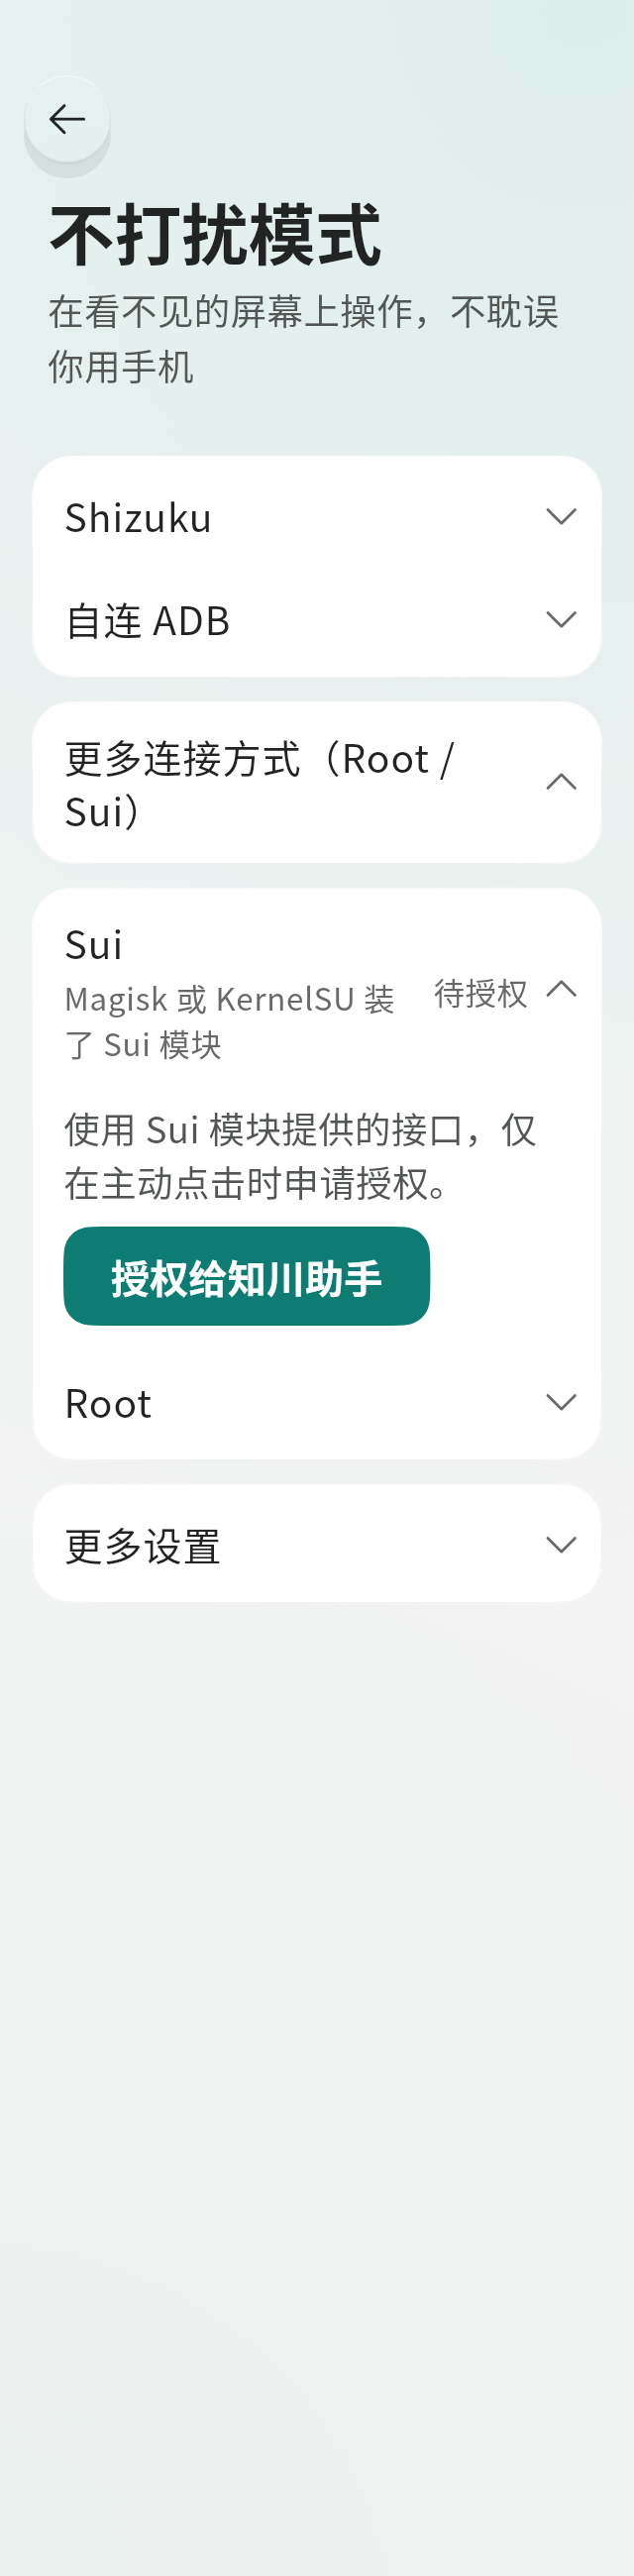 不打扰模式
在看不见的屏幕上操作，不耽误
你用手机
Shizuku
自连 ADB
更多连接方式（Root /
Sui）
Sui
Magisk 或 KernelSU 装
了 Sui 模块
待授权
使用 Sui 模块提供的接口，仅
在主动点击时申请授权。
授权给知川助手
Root
更多设置